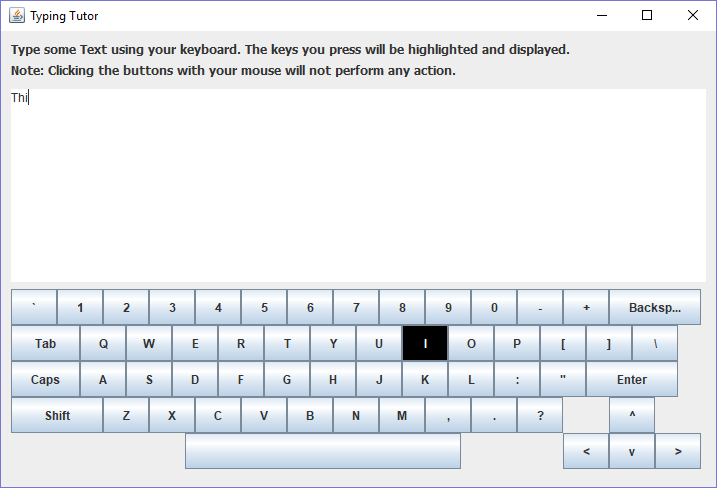 Typing Tutor
Type some Text using your keyboard. The keys you press will be highlighted and displayed.
Note: Clicking the buttons with your mouse will not perform any action.
Thi
` 1 2 3 4 5 6 7 8 9 0 - + Backsp...
Tab Q W E R T Y U I O P [ ] \
Caps A S D F G H J K L : " Enter
Shift Z X C V B N M , . ? ^
< v >